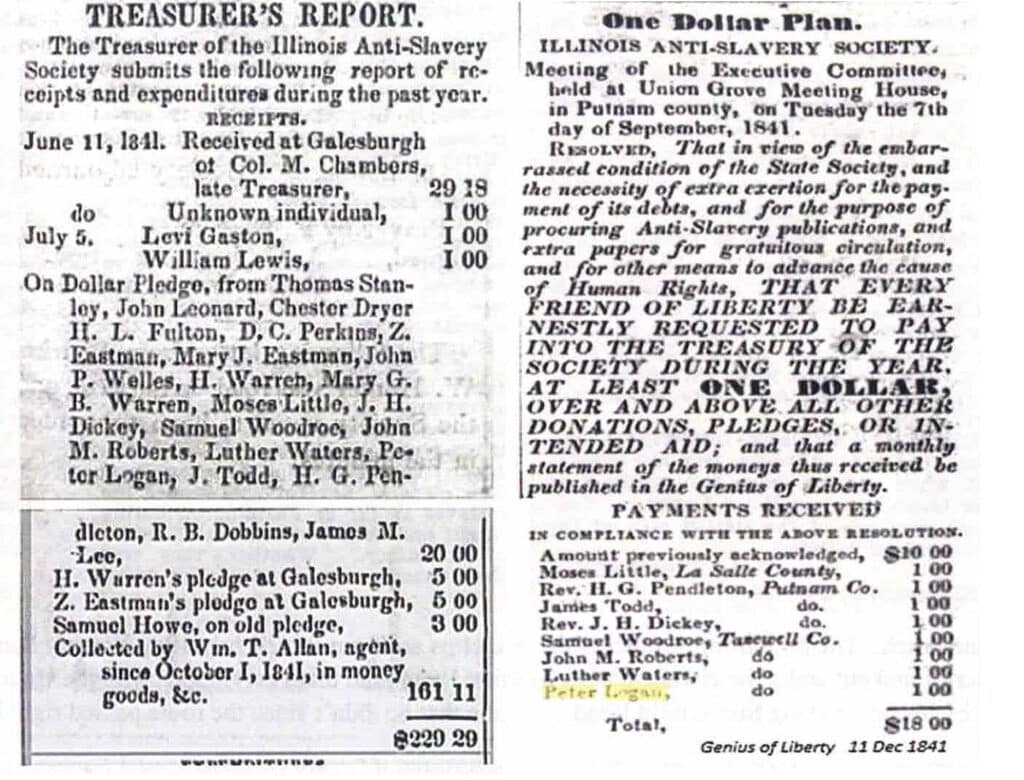 TREASURER'S REPORT.
The Treasurer of the Illinois Anti-Slavery
Society submits the following report of re-
ceipts and expenditures during the past year.
RECEIPTS.
June 11, 1841. Received at Galesburgh
of Col. M. Chambers,
late Treasurer, 29 18
do Unknown individual, 1 00
July 5. Levi Gaston, 1 00
William Lewis, 1 00
On Dollar Pledge, from Thomas Stan-
ley, John Leonard, Chester Dryer
H. L. Fulton, D. C. Perkins, Z.
Eastman, Mary J. Eastman, John
P. Welles, H. Warren, Mary G.
B. Warren, Moses Little, J. H.
Dickey, Samuel Woodroe, John
M. Roberts, Luther Waters, Pe-
ter Logan, J. Todd, H. G. Pen-
dleton, R. B. Dobbins, James M.
Lee, 20 00
H. Warren's pledge at Galesburgh, 5 00
Z. Eastman's pledge at Galesburgh, 5 00
Samuel Howe, on old pledge, 3 00
Collected by Wm. T. Allan, agent,
since October 1, 1841, in money
goods, &c. 161 11
$229 29
EXPENDITURES
One Dollar Plan.
ILLINOIS ANTI-SLAVERY SOCIETY.
Meeting of the Executive Committee,
held at Union Grove Meeting House,
in Putnam county, on Tuesday the 7th
day of September, 1841.
RESOLVED, That in view of the embar-
rassed condition of the State Society, and
the necessity of extra exertion for the pay-
ment of its debts, and for the purpose of
procuring Anti-Slavery publications, and
extra papers for gratuitous circulation,
and for other means to advance the cause
of Human Rights, THAT EVERY
FRIEND OF LIBERTY BE EAR-
NESTLY REQUESTED TO PAY
INTO THE TREASURY OF THE
SOCIETY DURING THE YEAR,
AT LEAST ONE DOLLAR,
OVER AND ABOVE ALL OTHER
DONATIONS, PLEDGES, OR IN-
TENDED AID; and that a monthly
statement of the moneys thus received be
published in the Genius of Liberty.
PAYMENTS RECEIVED
IN COMPLIANCE WITH THE ABOVE RESOLUTION.
Amount previously acknowledged, $10 00
Moses Little, La Salle County, 1 00
Rev. H. G. Pendleton, Putnam Co. 1 00
James Todd, do. 1 00
Rev. J. H. Dickey, do. 1 00
Samuel Woodroe, Tazewell Co. 1 00
John M. Roberts, do 1 00
Luther Waters, do 1 00
Peter Logan, do 1 00
Total, $18 00
Genius of Liberty 11 Dec 1841